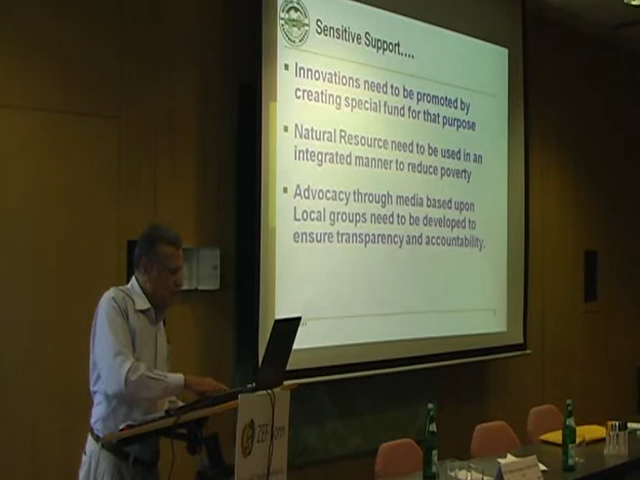 Sensitive Support....
Innovations need to be promoted by
creating special fund for that purpose
Natural Resource need to be used in an
integrated manner to reduce poverty
Advocacy through media based upon
Local groups need to be developed to
ensure transparency and accountability.
ZEF